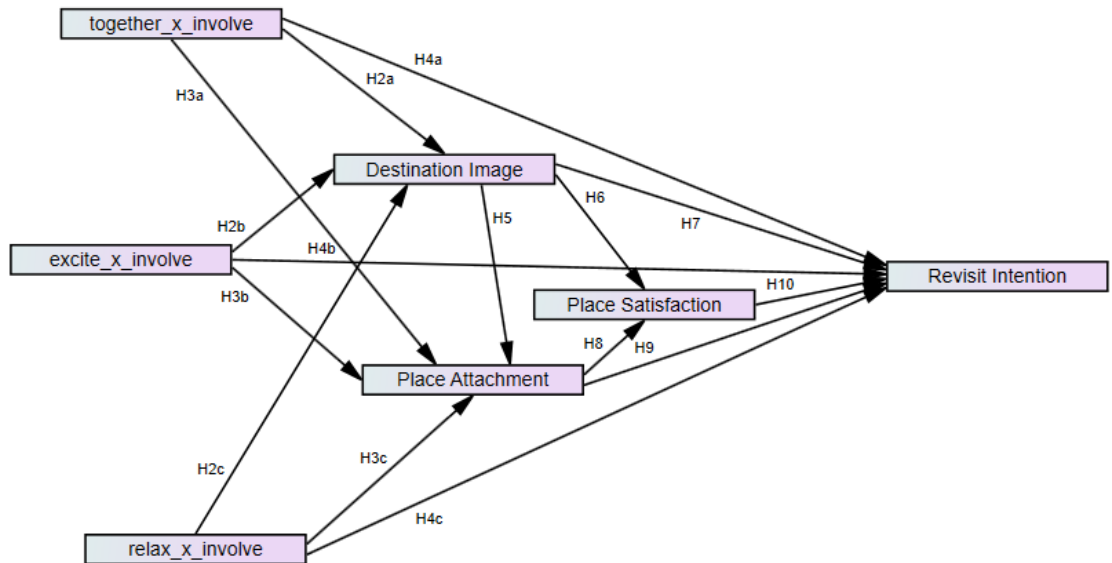 together_x_involve
H4a
H2a
H3a
Destination Image
H6
H5
H7
H2b
H4b
excite_x_involve
Revisit Intention
H10
H3b
Place Satisfaction
H8
H9
Place Attachment
H3c
H2c
H4c
relax_x_involve